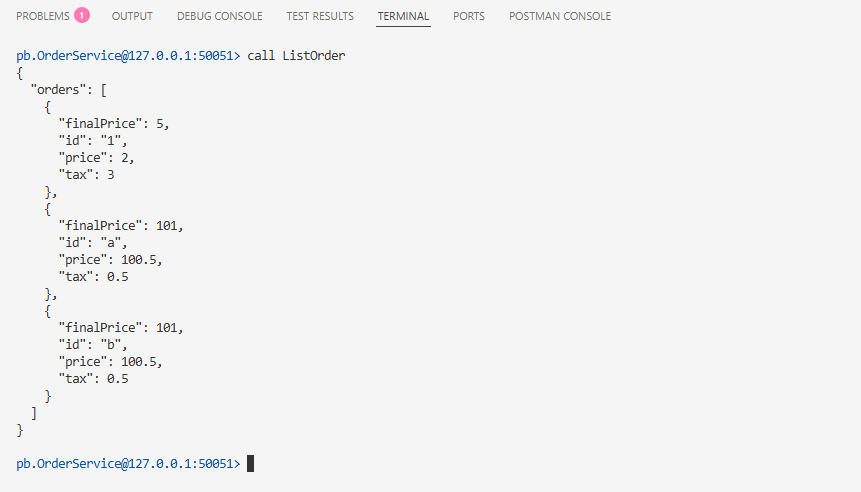 PROBLEMS 1 OUTPUT DEBUG CONSOLE TEST RESULTS TERMINAL PORTS POSTMAN CONSOLE
pb.OrderService@127.0.0.1:50051> call ListOrder
{
  "orders": [
    {
      "finalPrice": 5,
      "id": "1",
      "price": 2,
      "tax": 3
    },
    {
      "finalPrice": 101,
      "id": "a",
      "price": 100.5,
      "tax": 0.5
    },
    {
      "finalPrice": 101,
      "id": "b",
      "price": 100.5,
      "tax": 0.5
    }
  ]
}
pb.OrderService@127.0.0.1:50051>